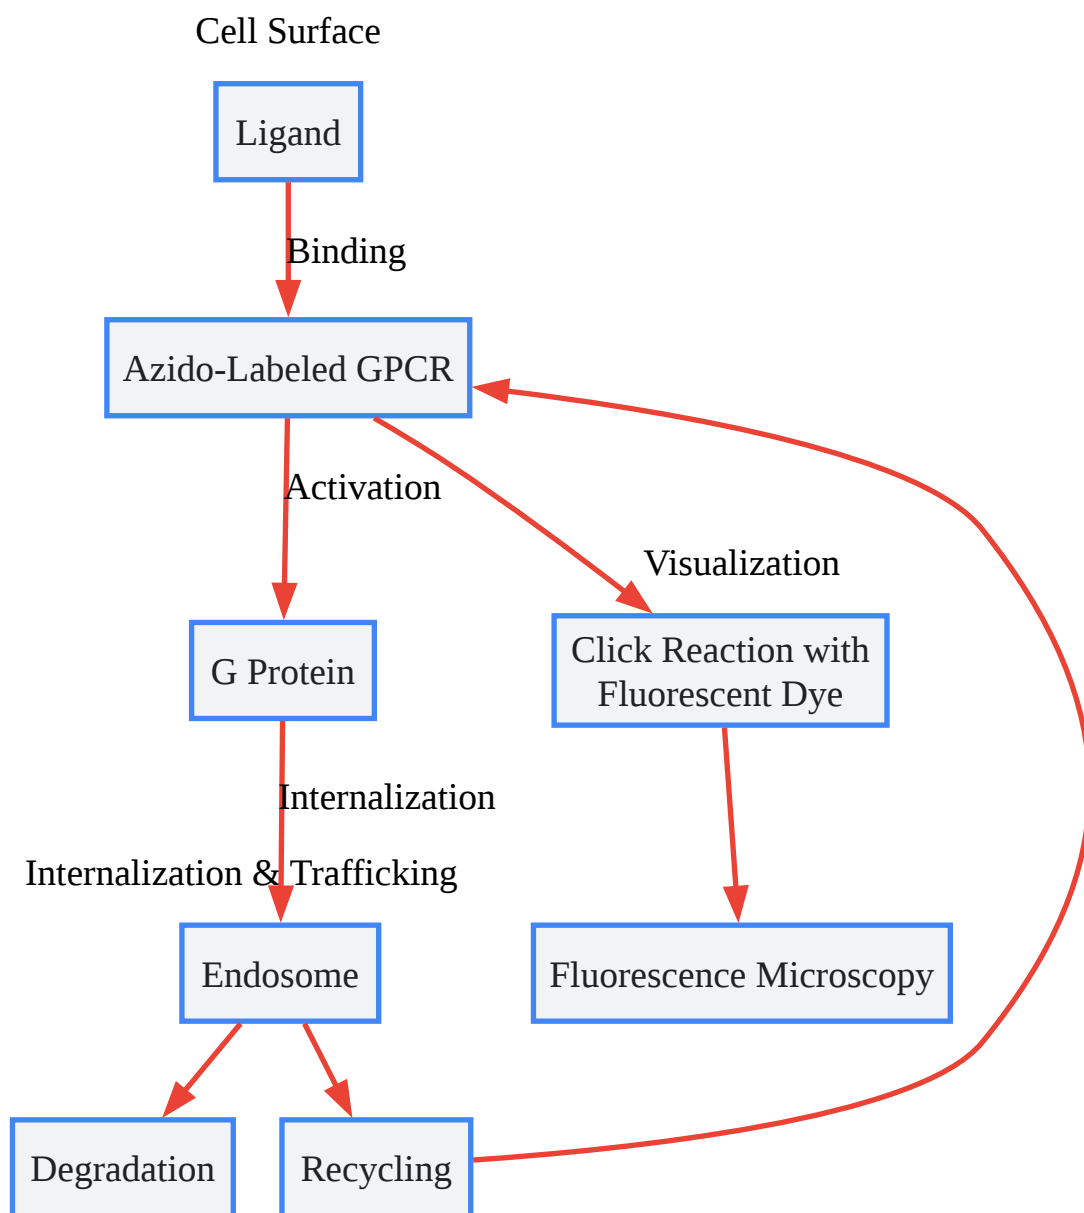 Cell Surface
Ligand
Binding
Azido-Labeled GPCR
Activation
Visualization
Click Reaction with
Fluorescent Dye
G Protein
Internalization
Internalization & Trafficking
Endosome
Fluorescence Microscopy
Degradation
Recycling